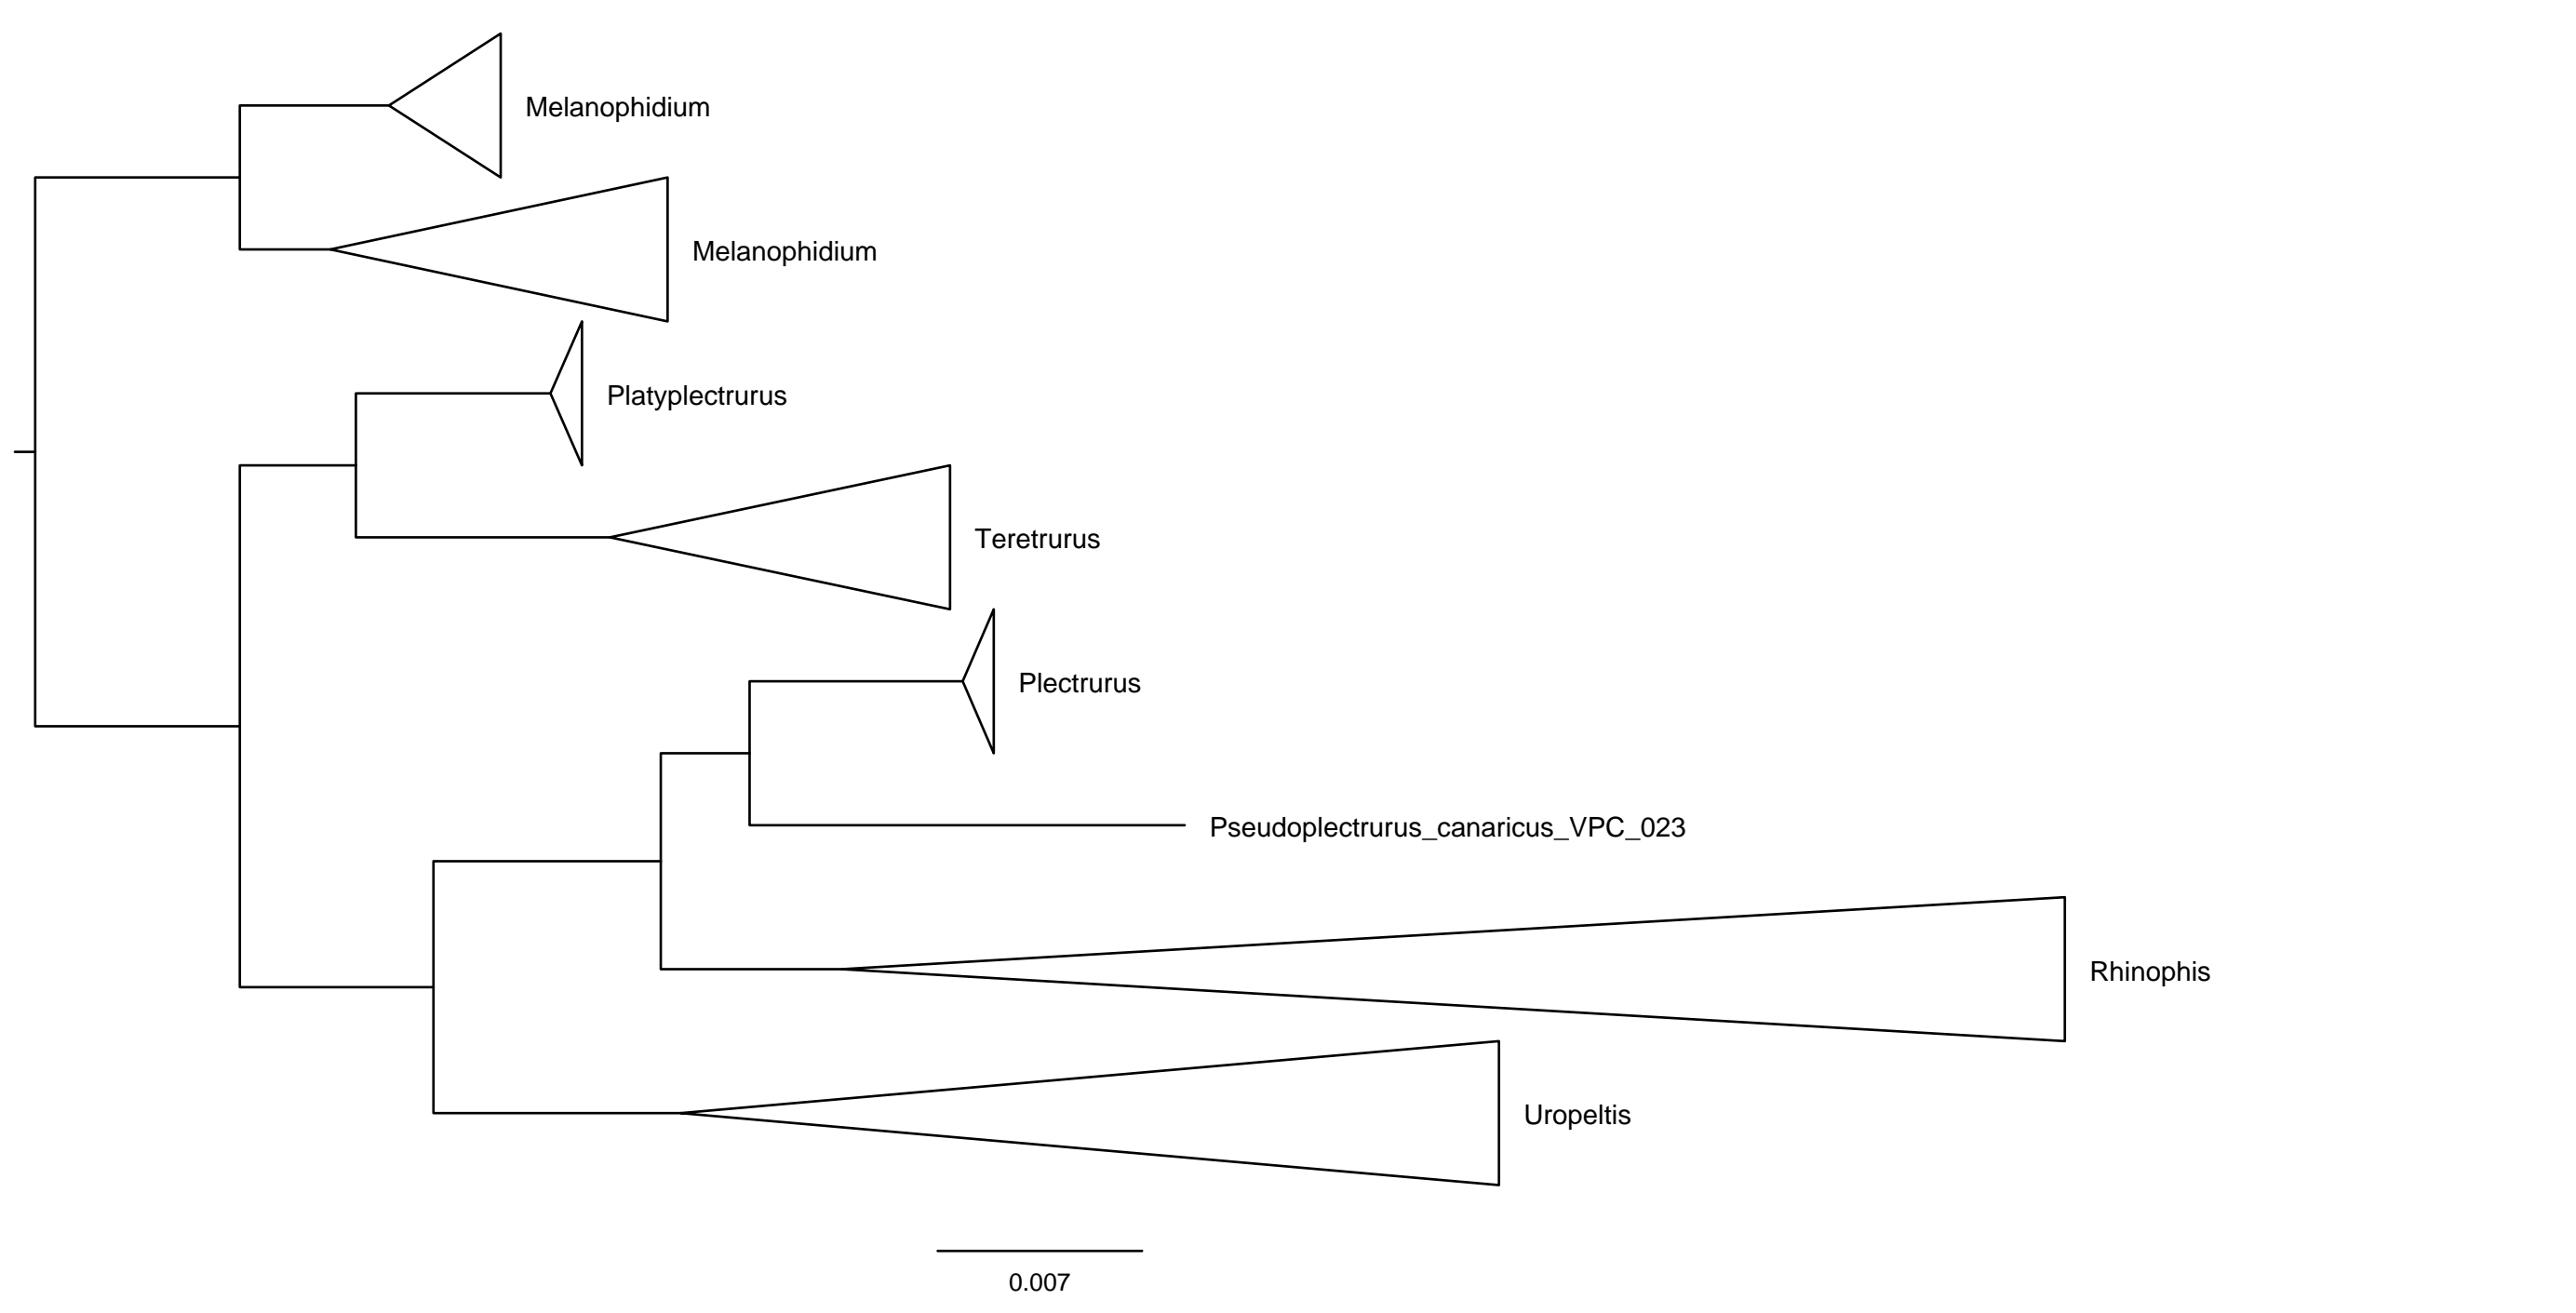 Melanophidium
Melanophidium
Platyplectrurus
Teretrurus
Plectrurus
Pseudoplectrurus_canaricus_VPC_023
Rhinophis
Uropeltis
0.007